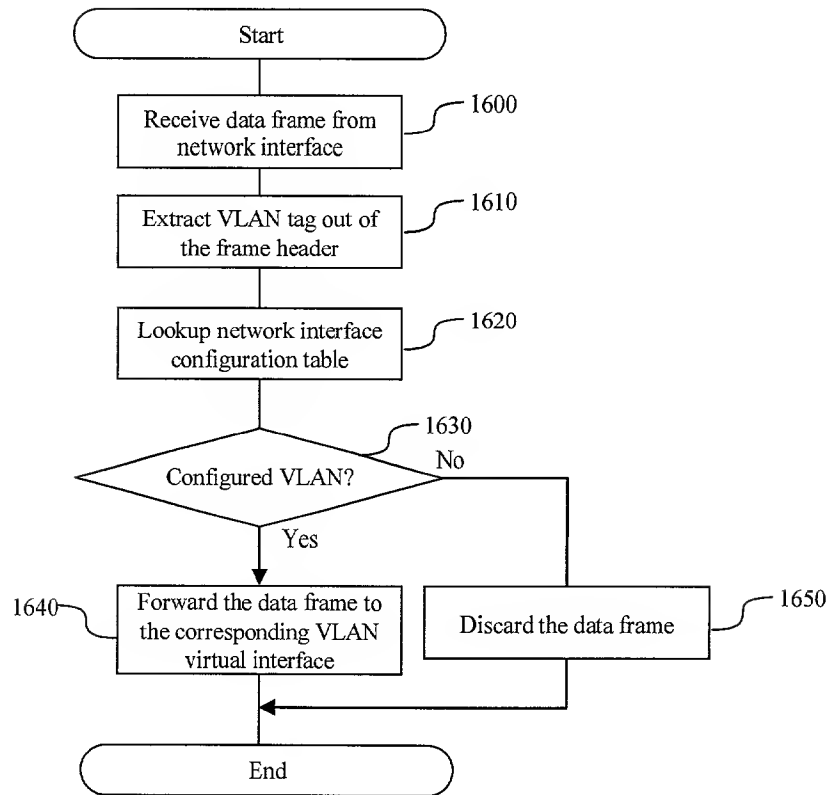 Start
1600
Receive data frame from
network interface
1610
Extract VLAN tag out of
the frame header
1620
Lookup network interface
configuration table
1630
Configured VLAN?
No
Yes
1640
Forward the data frame to
the corresponding VLAN
virtual interface
1650
Discard the data frame
End